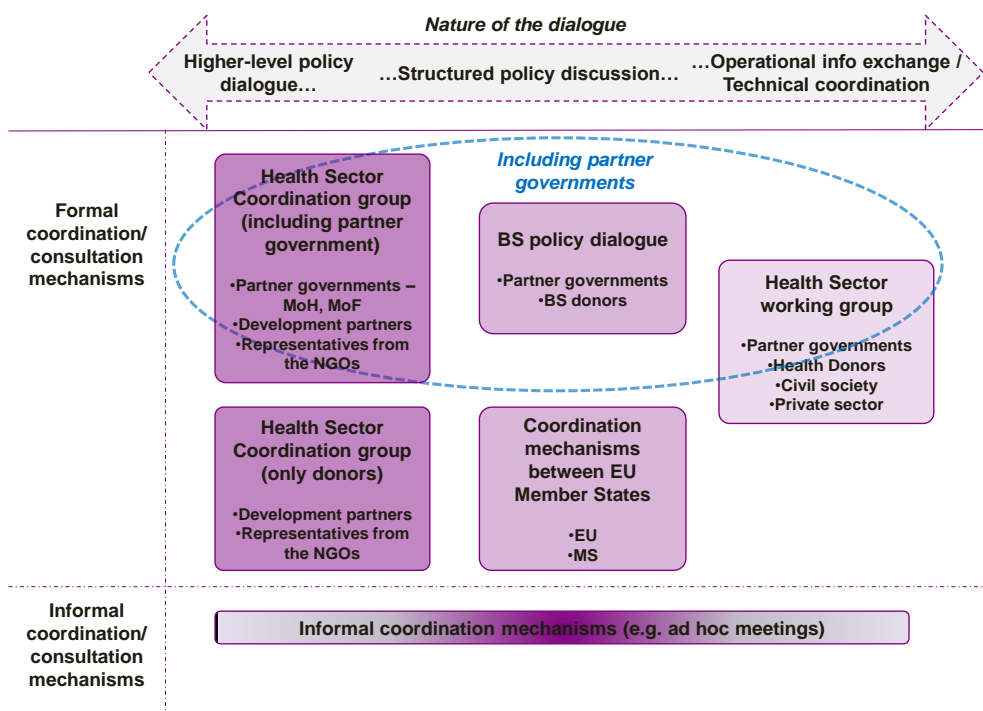 Nature of the dialogue
Higher-level policy
dialogue…
…Structured policy discussion…
…Operational info exchange /
Technical coordination
Formal
coordination/
consultation
mechanisms
Including partner
governments
Health Sector
Coordination group
(including partner
government)
•Partner governments –
MoH, MoF
•Development partners
•Representatives from
the NGOs
BS policy dialogue
•Partner governments
•BS donors
Health Sector
working group
•Partner governments
•Health Donors
•Civil society
•Private sector
Health Sector
Coordination group
(only donors)
•Development partners
•Representatives from
the NGOs
Coordination
mechanisms
between EU
Member States
•EU
•MS
Informal
coordination/
consultation
mechanisms
Informal coordination mechanisms (e.g. ad hoc meetings)